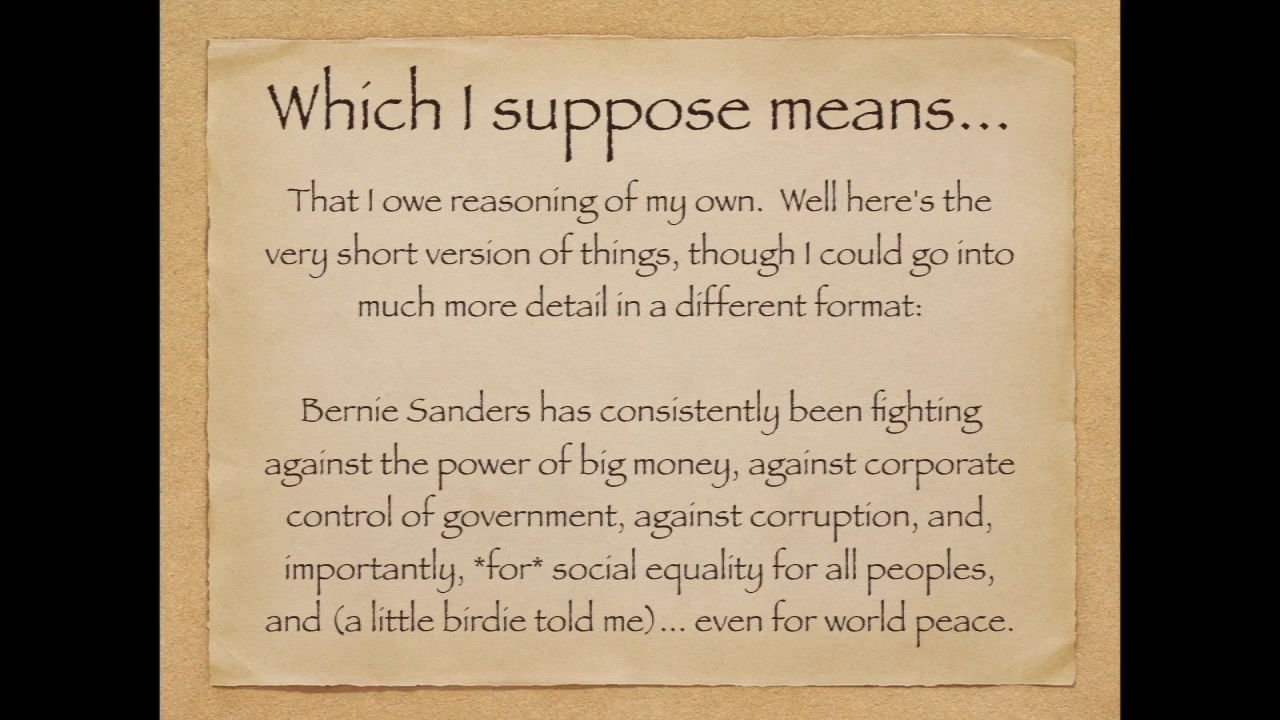 Which I suppose means...
That I owe reasoning of my own.  Well here's the
very short version of things, though I could go into
much more detail in a different format:
Bernie Sanders has consistently been fighting
against the power of big money, against corporate
control of government, against corruption, and,
importantly, *for* social equality for all peoples,
and (a little birdie told me)... even for world peace.